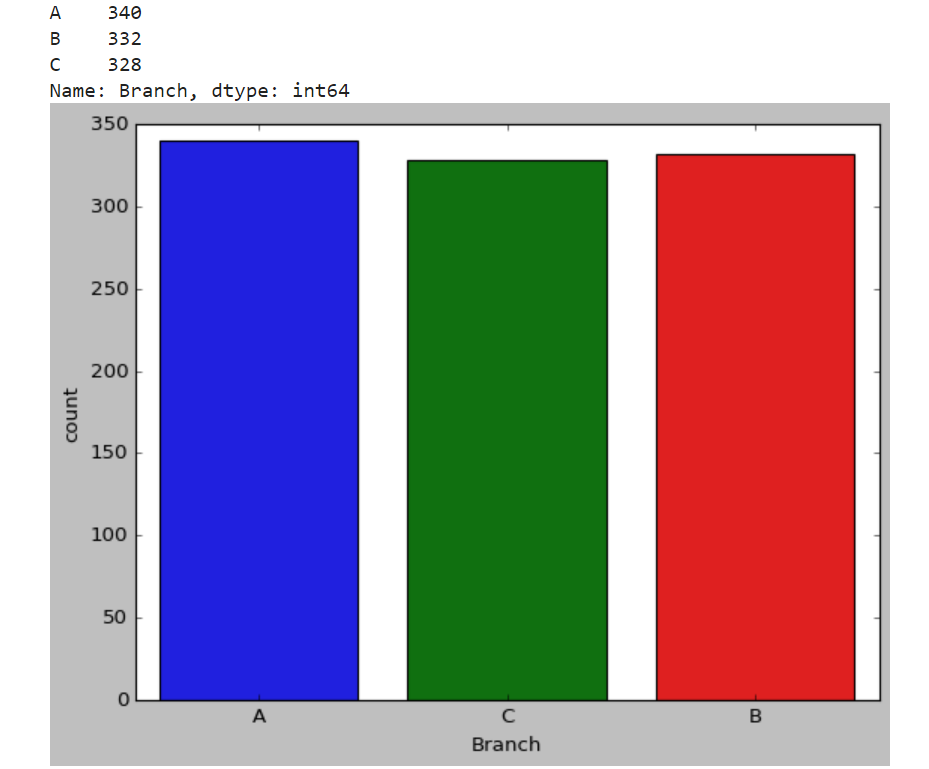 A    340
B    332
C    328
Name: Branch, dtype: int64
350
300
250
200
150
100
50
0
count
A C B
Branch